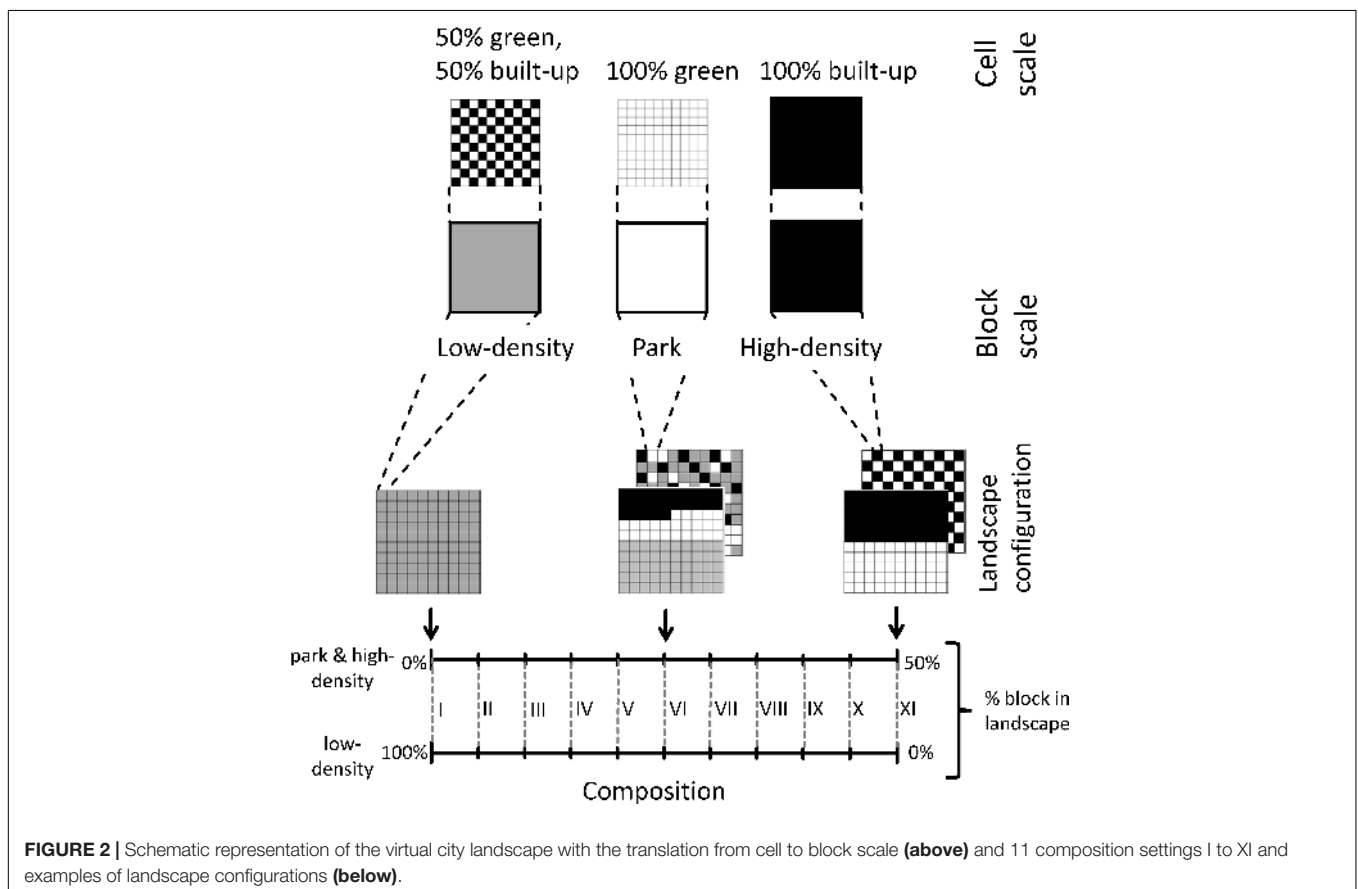 50% green,
50% built-up
100% green
100% built-up
Cell
scale
Block
scale
Low-density
Park
High-density
Landscape
configuration
park & high-
density
0%
50%
I
II
III
IV
V
VI
VII
VIII
IX
X
XI
% block in
landscape
low-
density
100%
0%
Composition
FIGURE 2 | Schematic representation of the virtual city landscape with the translation from cell to block scale (above) and 11 composition settings I to XI and
examples of landscape configurations (below).